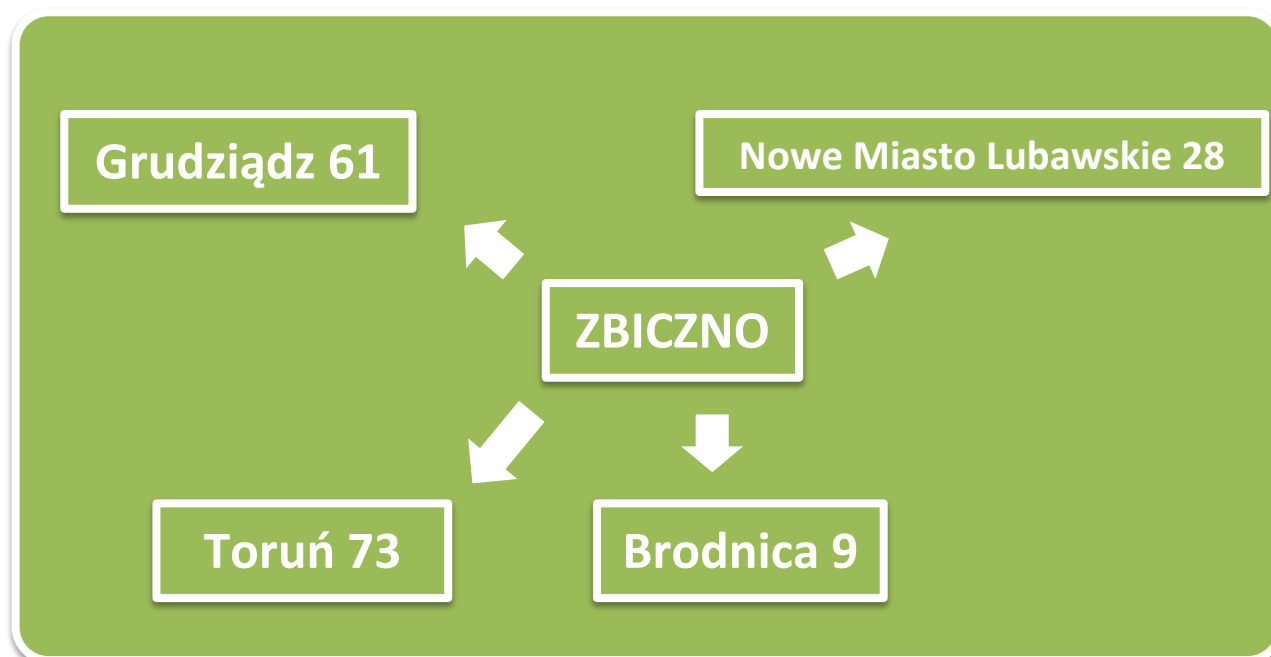 Grudziądz 61
Nowe Miasto Lubawskie 28
ZBICZNO
Toruń 73
Brodnica 9